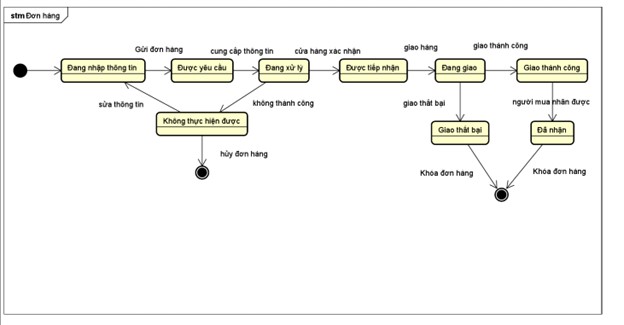 stm Đơn hàng
Gửi đơn hàng
cung cấp thông tin
cửa hàng xác nhận
giao hàng
giao thành công
Đang nhập thông tin
Được yêu cầu
Đang xử lý
Được tiếp nhận
Đang giao
Giao thành công
sửa thông tin
không thành công
giao thất bại
người mua nhãn được
Không thực hiện được
Giao thất bại
Đã nhận
hủy đơn hàng
Khóa đơn hàng
Khóa đơn hàng